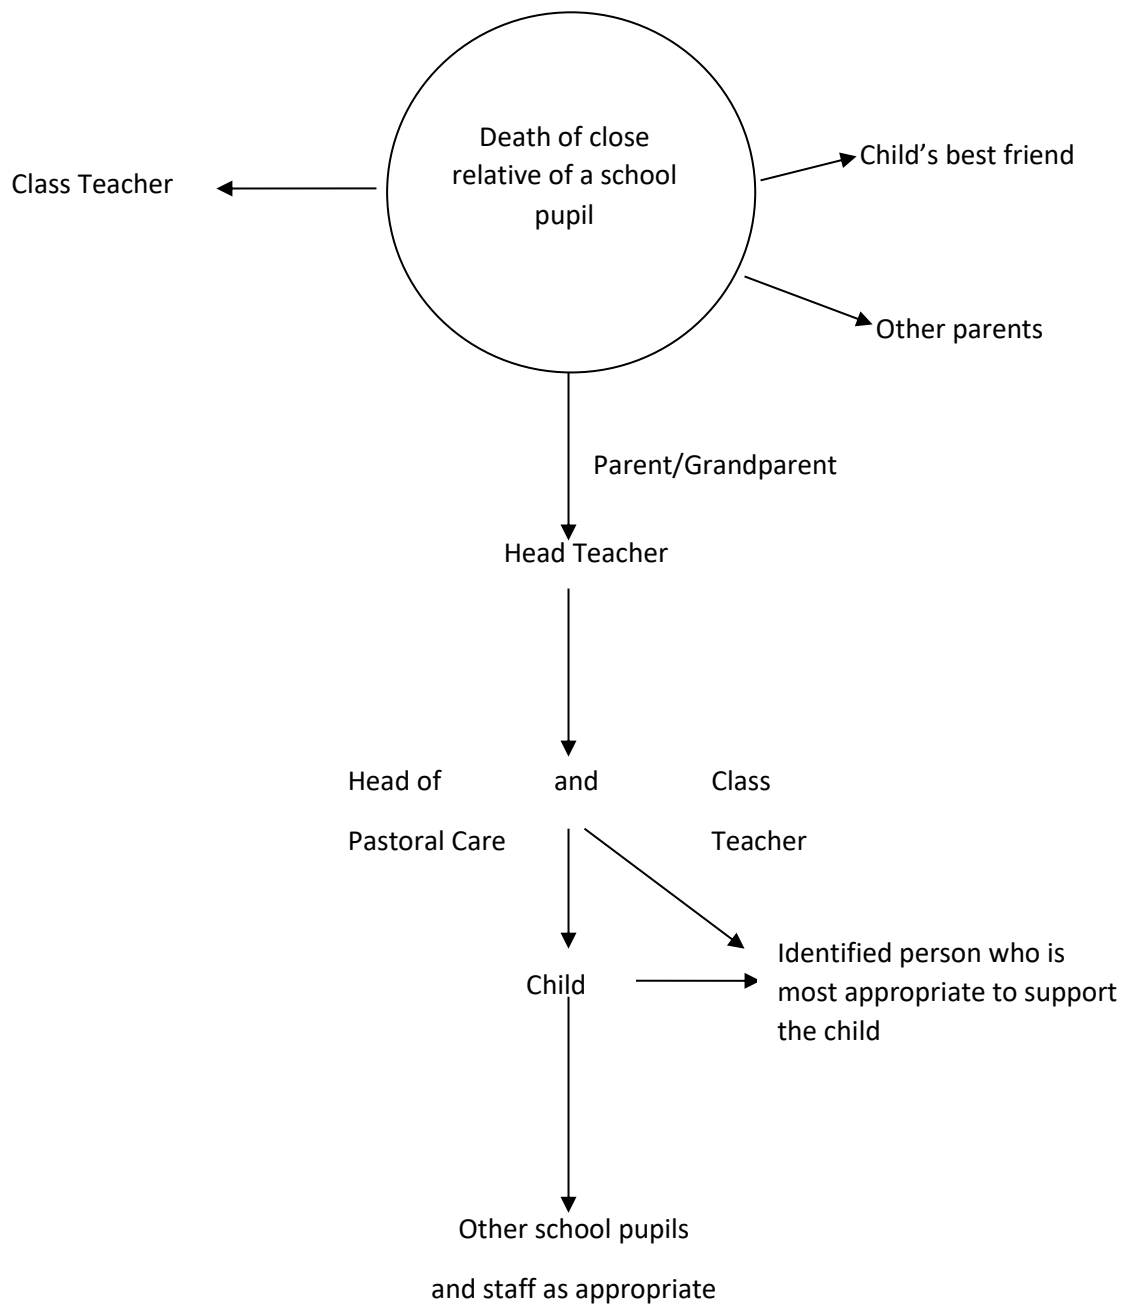 Death of close
relative of a school
pupil
Class Teacher
Child’s best friend
Other parents
Parent/Grandparent
Head Teacher
Head of and Class
Pastoral Care Teacher
Identified person who is
most appropriate to support
the child
Child
Other school pupils
and staff as appropriate